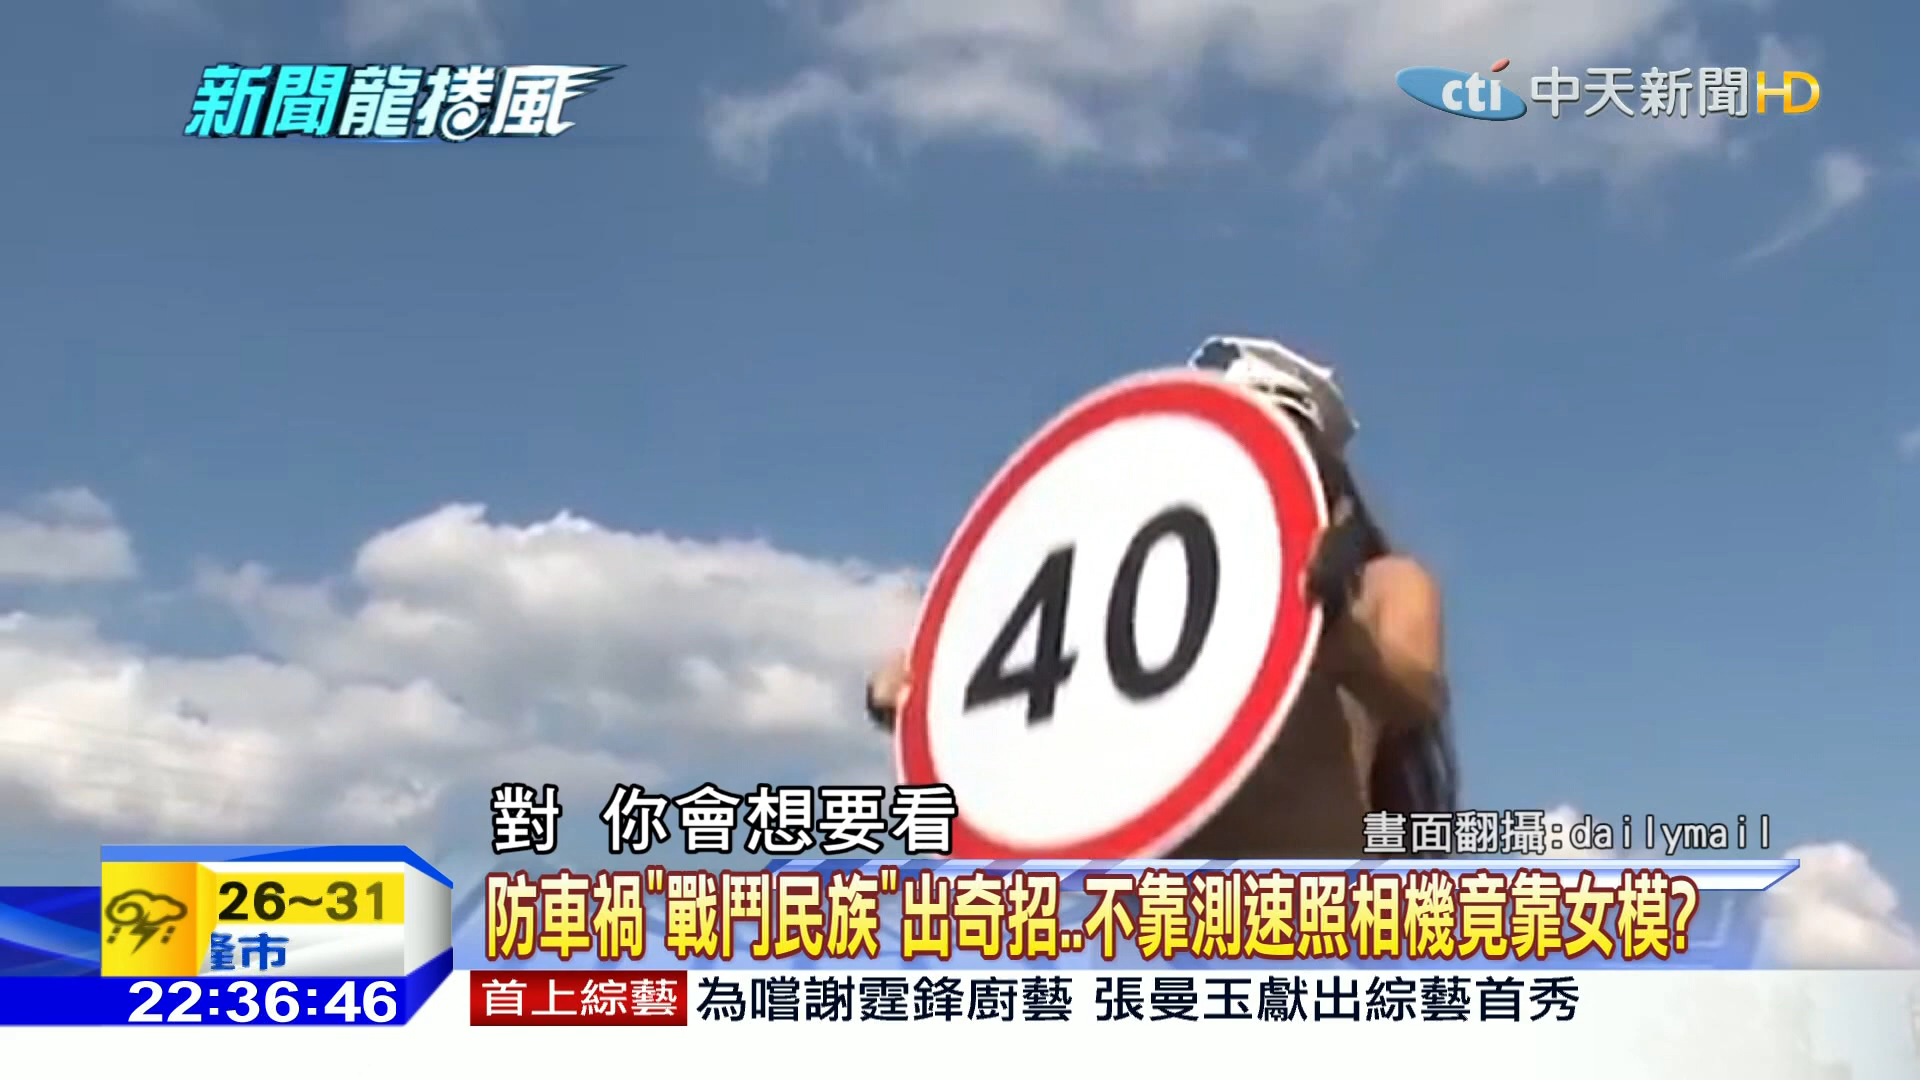 新聞龍捲風
cti 中天新聞HD
40
對 你會想要看
畫面翻攝:dailymail
防車禍"戰鬥民族"出奇招..不靠測速照相機竟靠女模?
26~31
隆市
22:36:46
首上綜藝 為嚐謝霆鋒廚藝 張曼玉獻出綜藝首秀